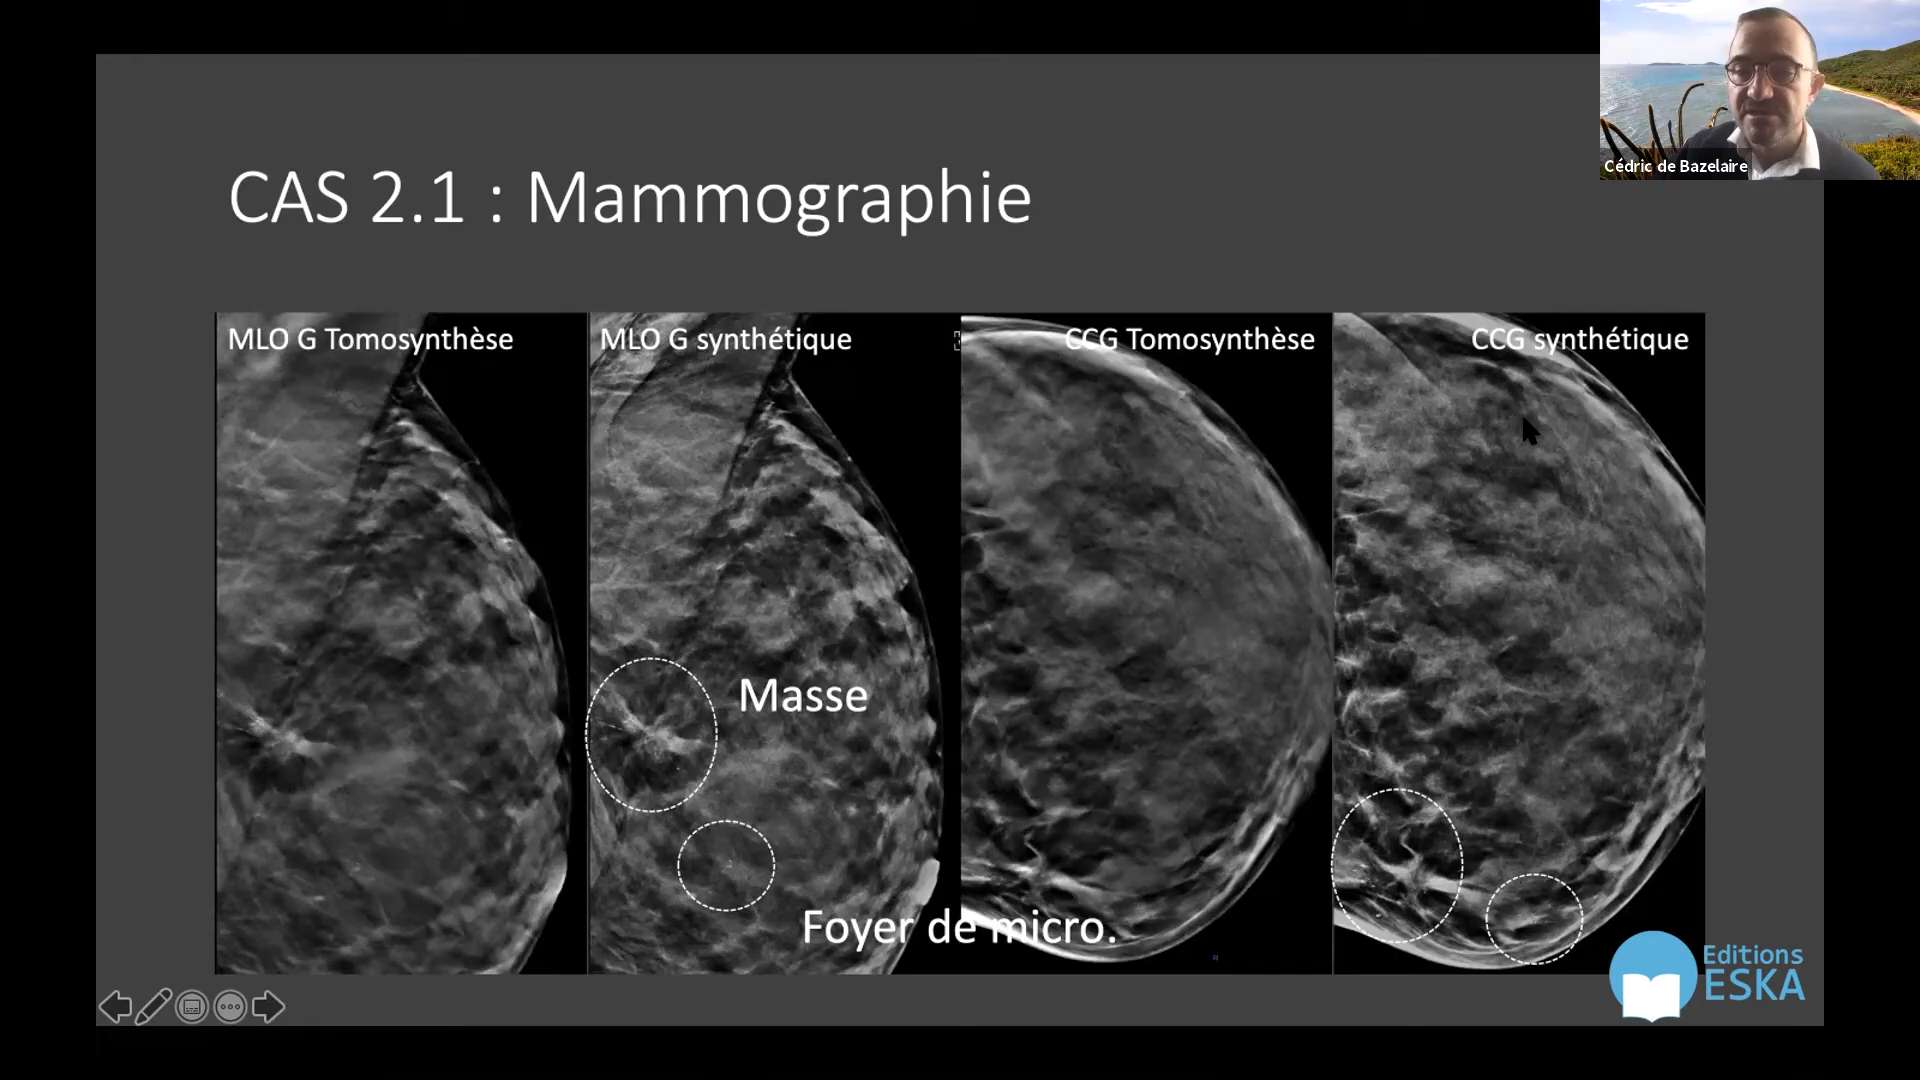 Cédric de Bazelaire
CAS 2.1 : Mammographie
MLO G Tomosynthèse
MLO G synthétique
CCG Tomosynthèse
CCG synthétique
Masse
Foyer de micro.
Editions
ESKA